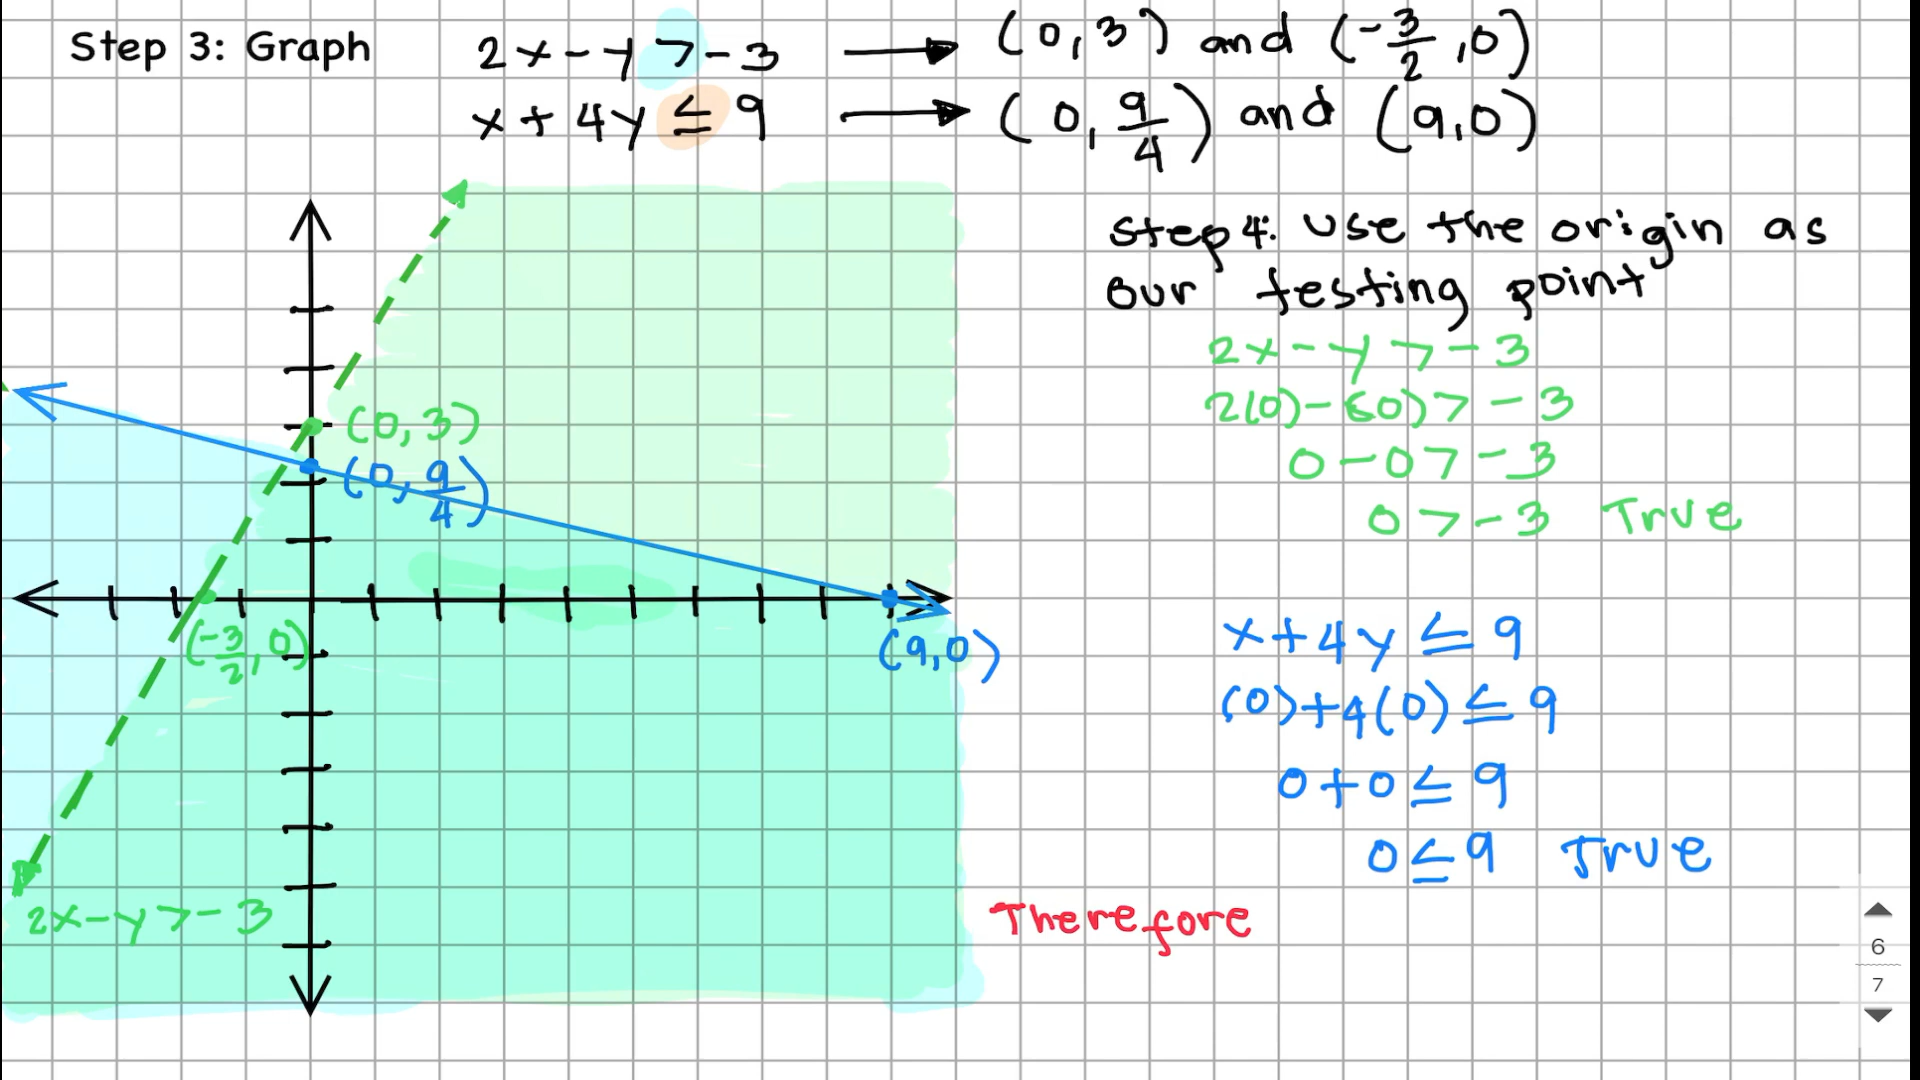 Step 3: Graph
2x - y > -3 → (0,3) and (-3/2,0)
x + 4y ≤ 9 → (0,9/4) and (9,0)
Step 4: Use the origin as
our testing point
2x - y > -3
2(0) - (0) > -3
0 - 0 > -3
0 > -3 True
(0,3)
(0,9/4)
(-3/2,0)
(9,0)
x + 4y ≤ 9
(0) + 4(0) ≤ 9
0 + 0 ≤ 9
0 ≤ 9 True
2x - y > -3
Therefore
6
7